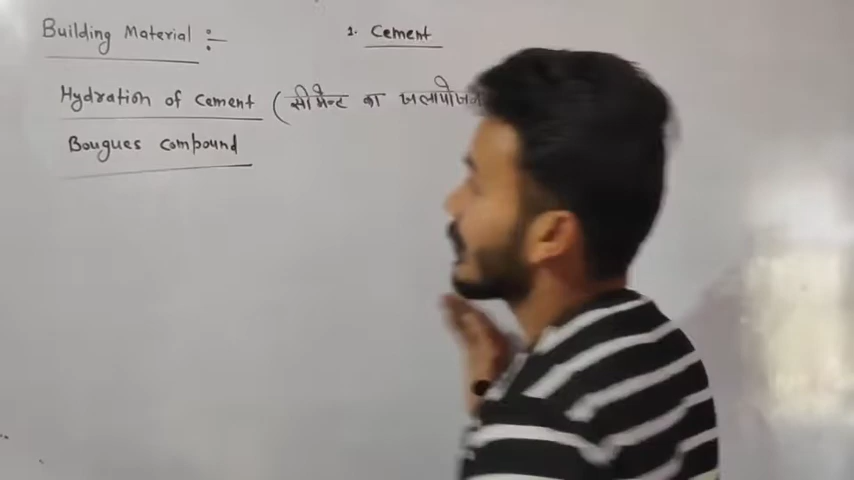 Building Material :- 1. Cement
Hydration of Cement (सीमेन्ट का
Bougues compound